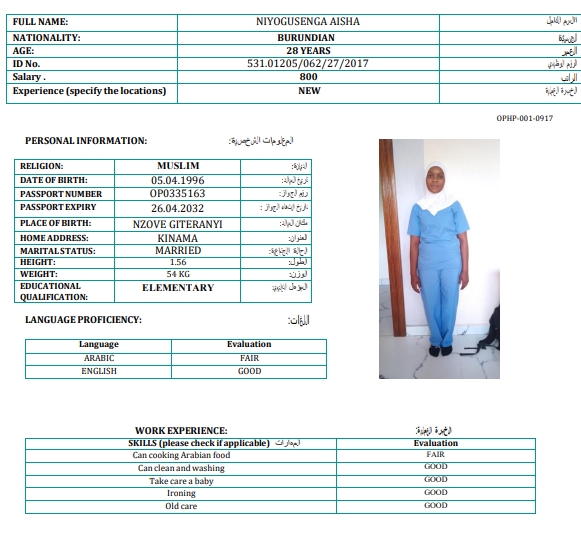 FULL NAME: NIYOGUSENGA AISHA الاسم الكامل
NATIONALITY: BURUNDIAN الجنسية
AGE: 28 YEARS العمر
ID No. 531.01205/062/27/2017 الرقم الوظيفي
Salary . 800 الراتب
Experience (specify the locations) NEW الخبرة العملية
OPHP-001-0917
PERSONAL INFORMATION: المعلومات الشخصية:
RELIGION: MUSLIM الديانة:
DATE OF BIRTH: 05.04.1996 تاريخ الميلاد:
PASSPORT NUMBER OP0335163 رقم الجواز:
PASSPORT EXPIRY 26.04.2032 تاريخ انتهاء الجواز :
PLACE OF BIRTH: NZOVE GITERANYI مكان الميلاد:
HOME ADDRESS: KINAMA العنوان:
MARITAL STATUS: MARRIED الحالة الاجتماعية:
HEIGHT: 1.56 الطول:
WEIGHT: 54 KG الوزن:
EDUCATIONAL QUALIFICATION: ELEMENTARY المؤهل
LANGUAGE PROFICIENCY: اللغات:
Language Evaluation
ARABIC FAIR
ENGLISH GOOD
WORK EXPERIENCE: الخبرة العملية:
SKILLS (please check if applicable) المهارات Evaluation
Can cooking Arabian food FAIR
Can clean and washing GOOD
Take care a baby GOOD
Ironing GOOD
Old care GOOD